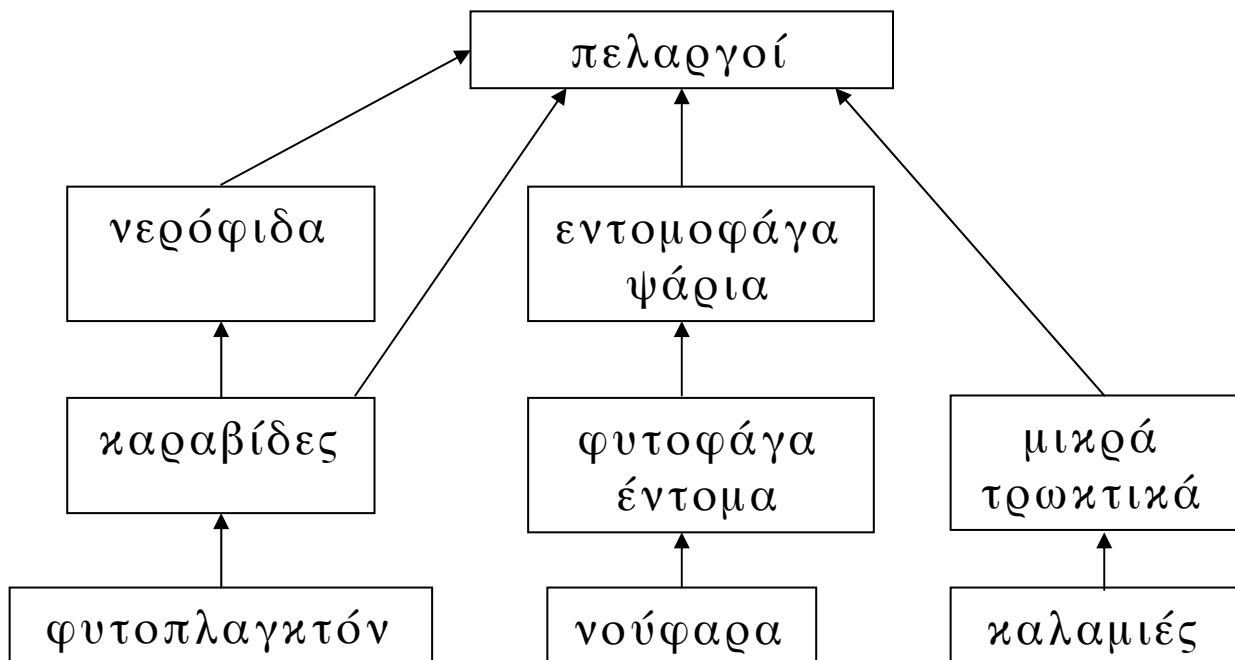 πελαργοί
νερόφιδα
εντομοφάγα
ψάρια
καραβίδες
φυτοφάγα
έντομα
μικρά
τρωκτικά
φυτοπλαγκτόν
νούφαρα
καλαμιές